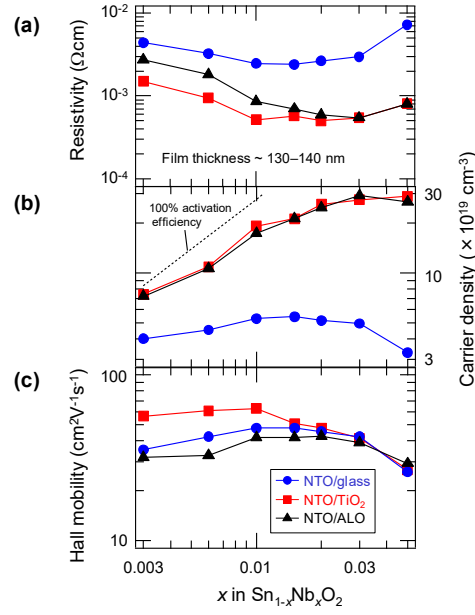 (a)
Resistivity (Ωcm)
10⁻²
10⁻³
10⁻⁴
Film thickness ~ 130–140 nm
(b)
100% activation
efficiency
30
10
3
Carrier density (×10¹⁹ cm⁻³)
(c)
Hall mobility (cm²V⁻¹s⁻¹)
100
10
NTO/glass
NTO/TiO₂
NTO/ALO
0.003
0.01
0.03
x in Sn₁₋ₓNbₓO₂